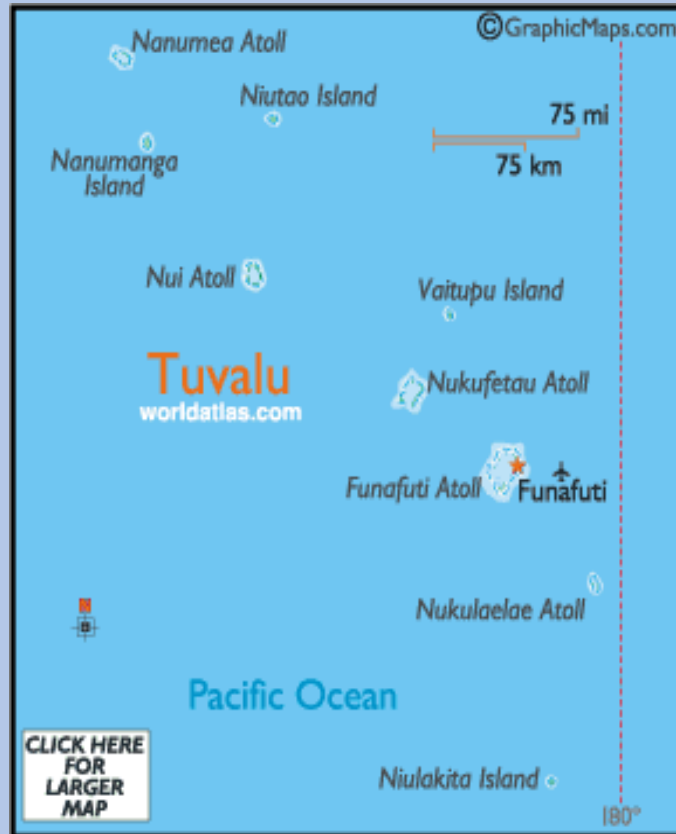 ©GraphicMaps.com
Nanumea Atoll
Niutao Island
75 mi
75 km
Nanumanga
Island
Nui Atoll
Vaitupu Island
Tuvalu
worldatlas.com
Nukufetau Atoll
Funafuti Atoll
Funafuti
Nukulaelae Atoll
Pacific Ocean
CLICK HERE
FOR
LARGER
MAP
Niulakita Island
180°